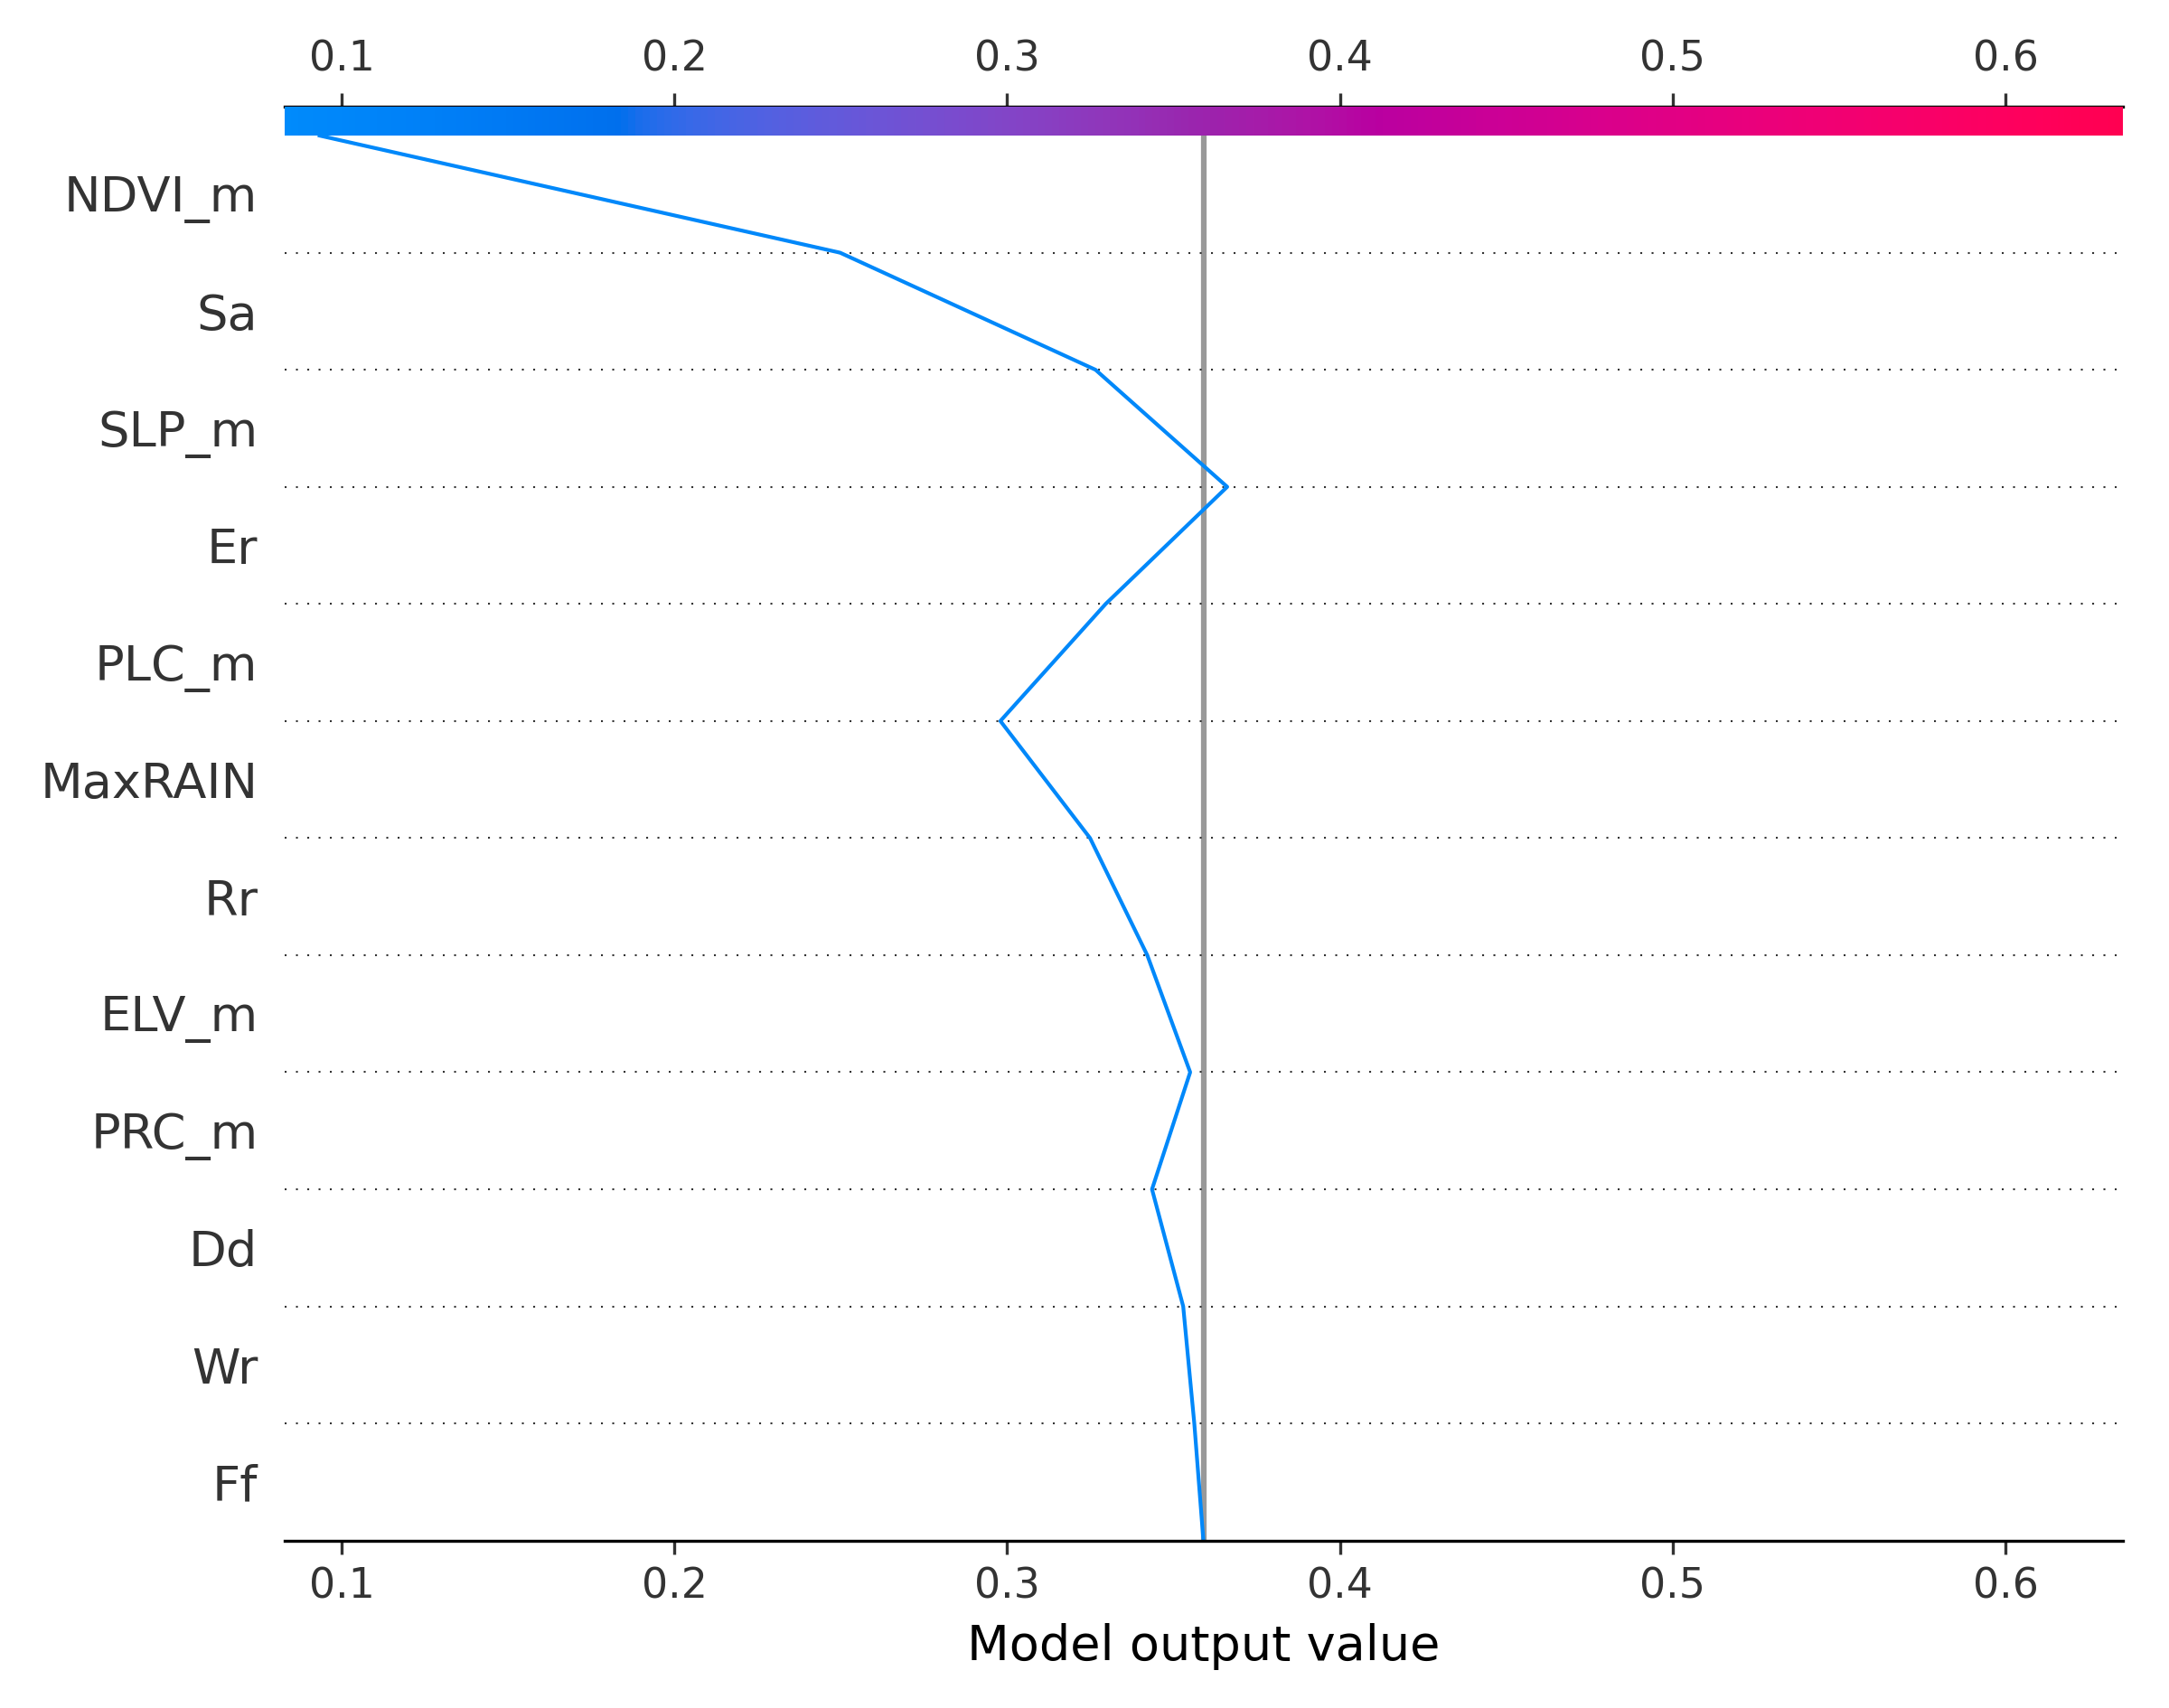 0.1 0.2 0.3 0.4 0.5 0.6
NDVI_m
Sa
SLP_m
Er
PLC_m
MaxRAIN
Rr
ELV_m
PRC_m
Dd
Wr
Ff
0.1 0.2 0.3 0.4 0.5 0.6
Model output value